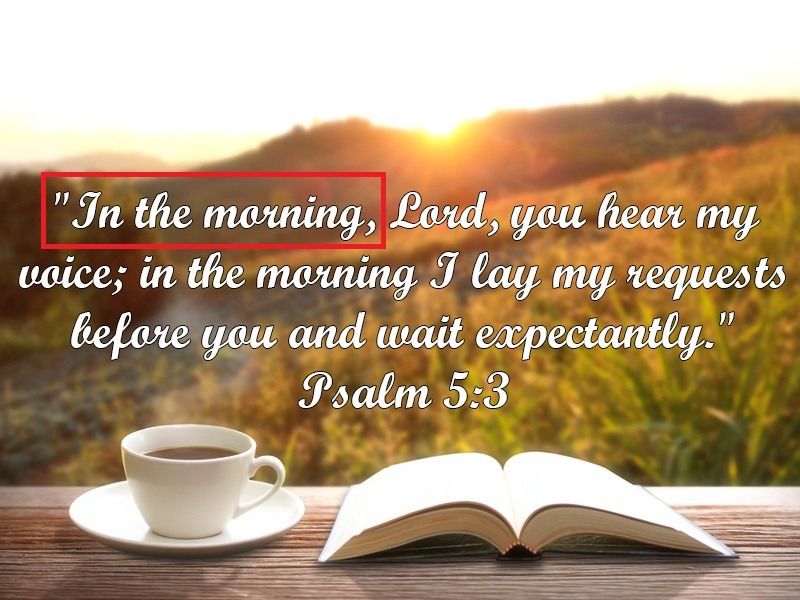 "In the morning, Lord, you hear my
voice; in the morning I lay my requests
before you and wait expectantly."
Psalm 5:3